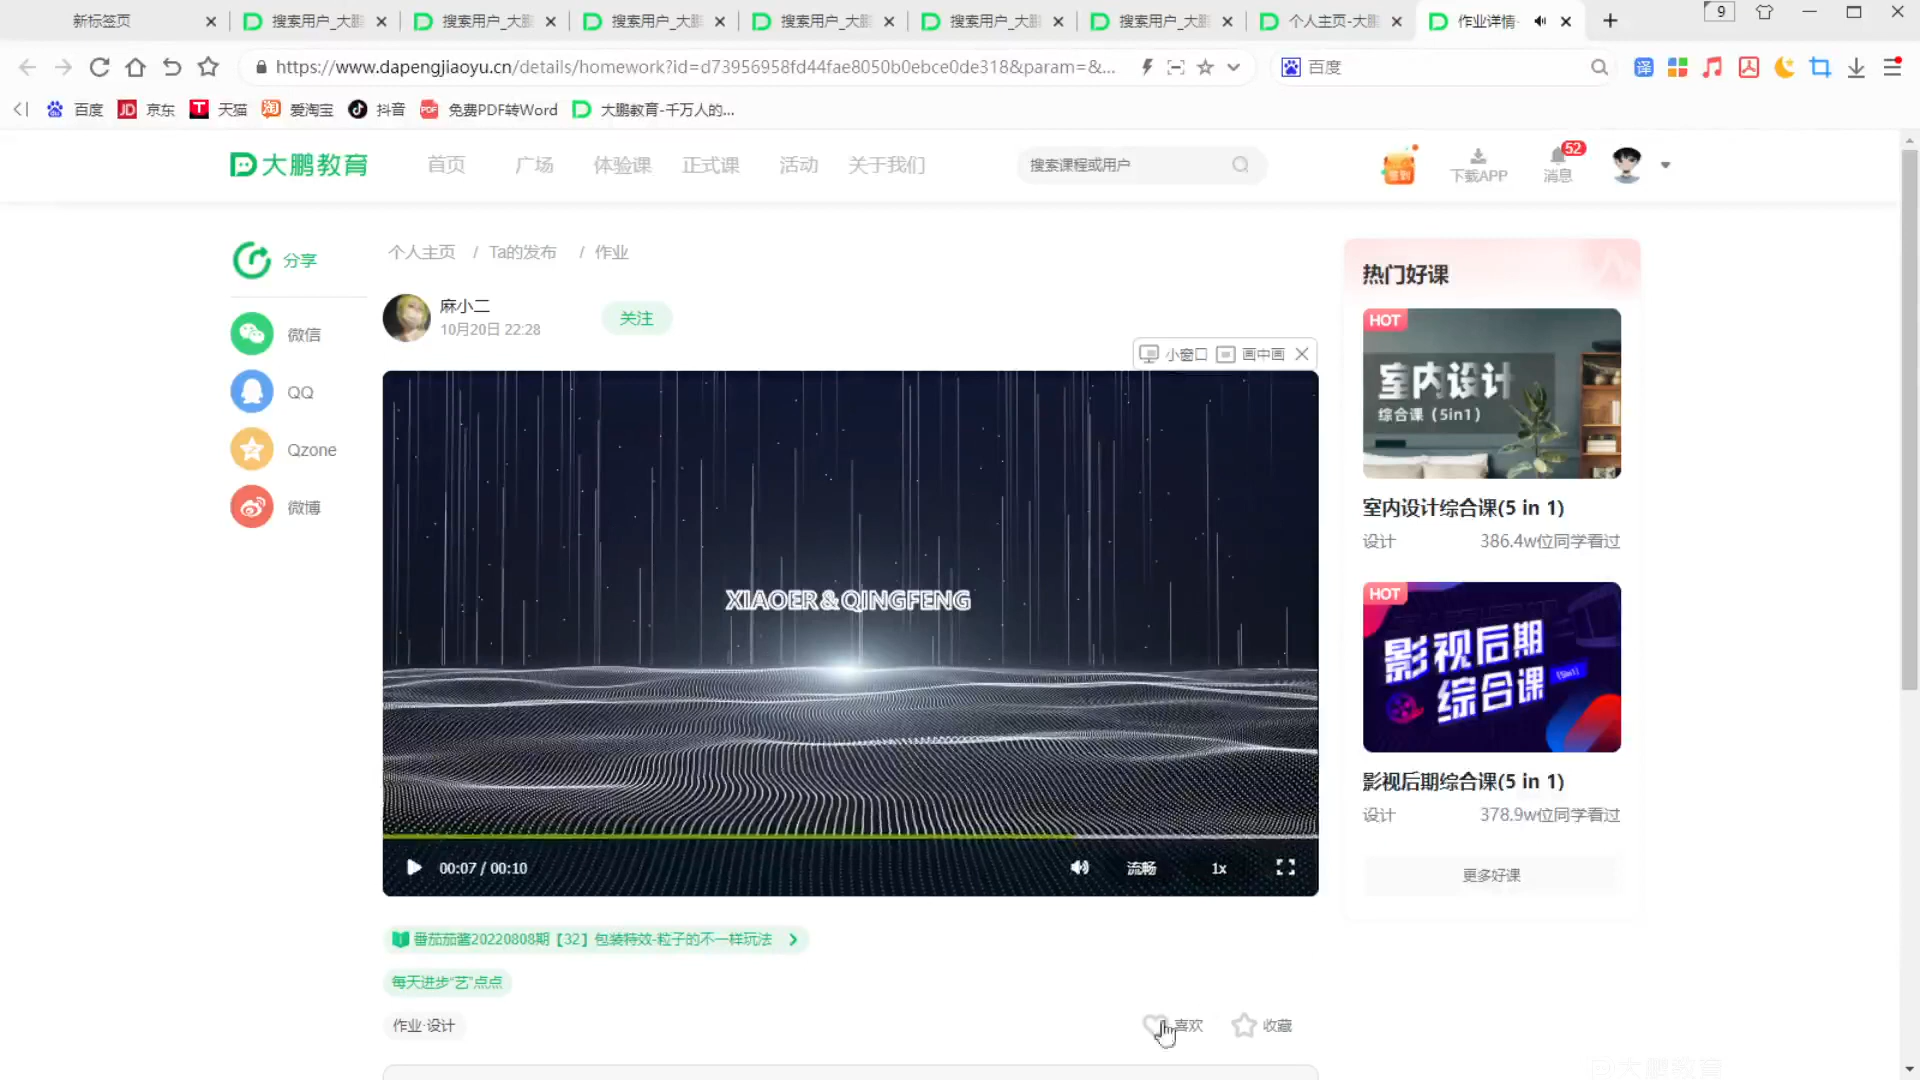 新标签页
搜索用户_大鹏
搜索用户_大鹏
搜索用户_大鹏
搜索用户_大鹏
搜索用户_大鹏
搜索用户_大鹏
个人主页-大鹏
作业详情-
9
https://www.dapengjiaoyu.cn/details/homework?id=d73956958fd44fae8050b0ebce0de318&param=&...
百度
译
百度
JD 京东
T 天猫
淘 爱淘宝
抖音
PDF 免费PDF转Word
大鹏教育-千万人的...
大鹏教育
首页
广场
体验课
正式课
活动
关于我们
搜索课程或用户
签到
下载APP
52
消息
分享
微信
QQ
Qzone
微博
个人主页 / Ta的发布 / 作业
麻小二
10月20日 22:28
关注
小窗口 画中画
XIAOER&QINGFENG
00:07 / 00:10
流畅
1x
番茄茄酱20220808期【32】包装特效-粒子的不一样玩法
每天进步“艺”点点
作业·设计
喜欢
收藏
热门好课
HOT
室内设计
综合课（5in1）
室内设计综合课(5 in 1)
设计 386.4w位同学看过
HOT
影视后期
综合课 (5in1)
影视后期综合课(5 in 1)
设计 378.9w位同学看过
更多好课
大鹏教育